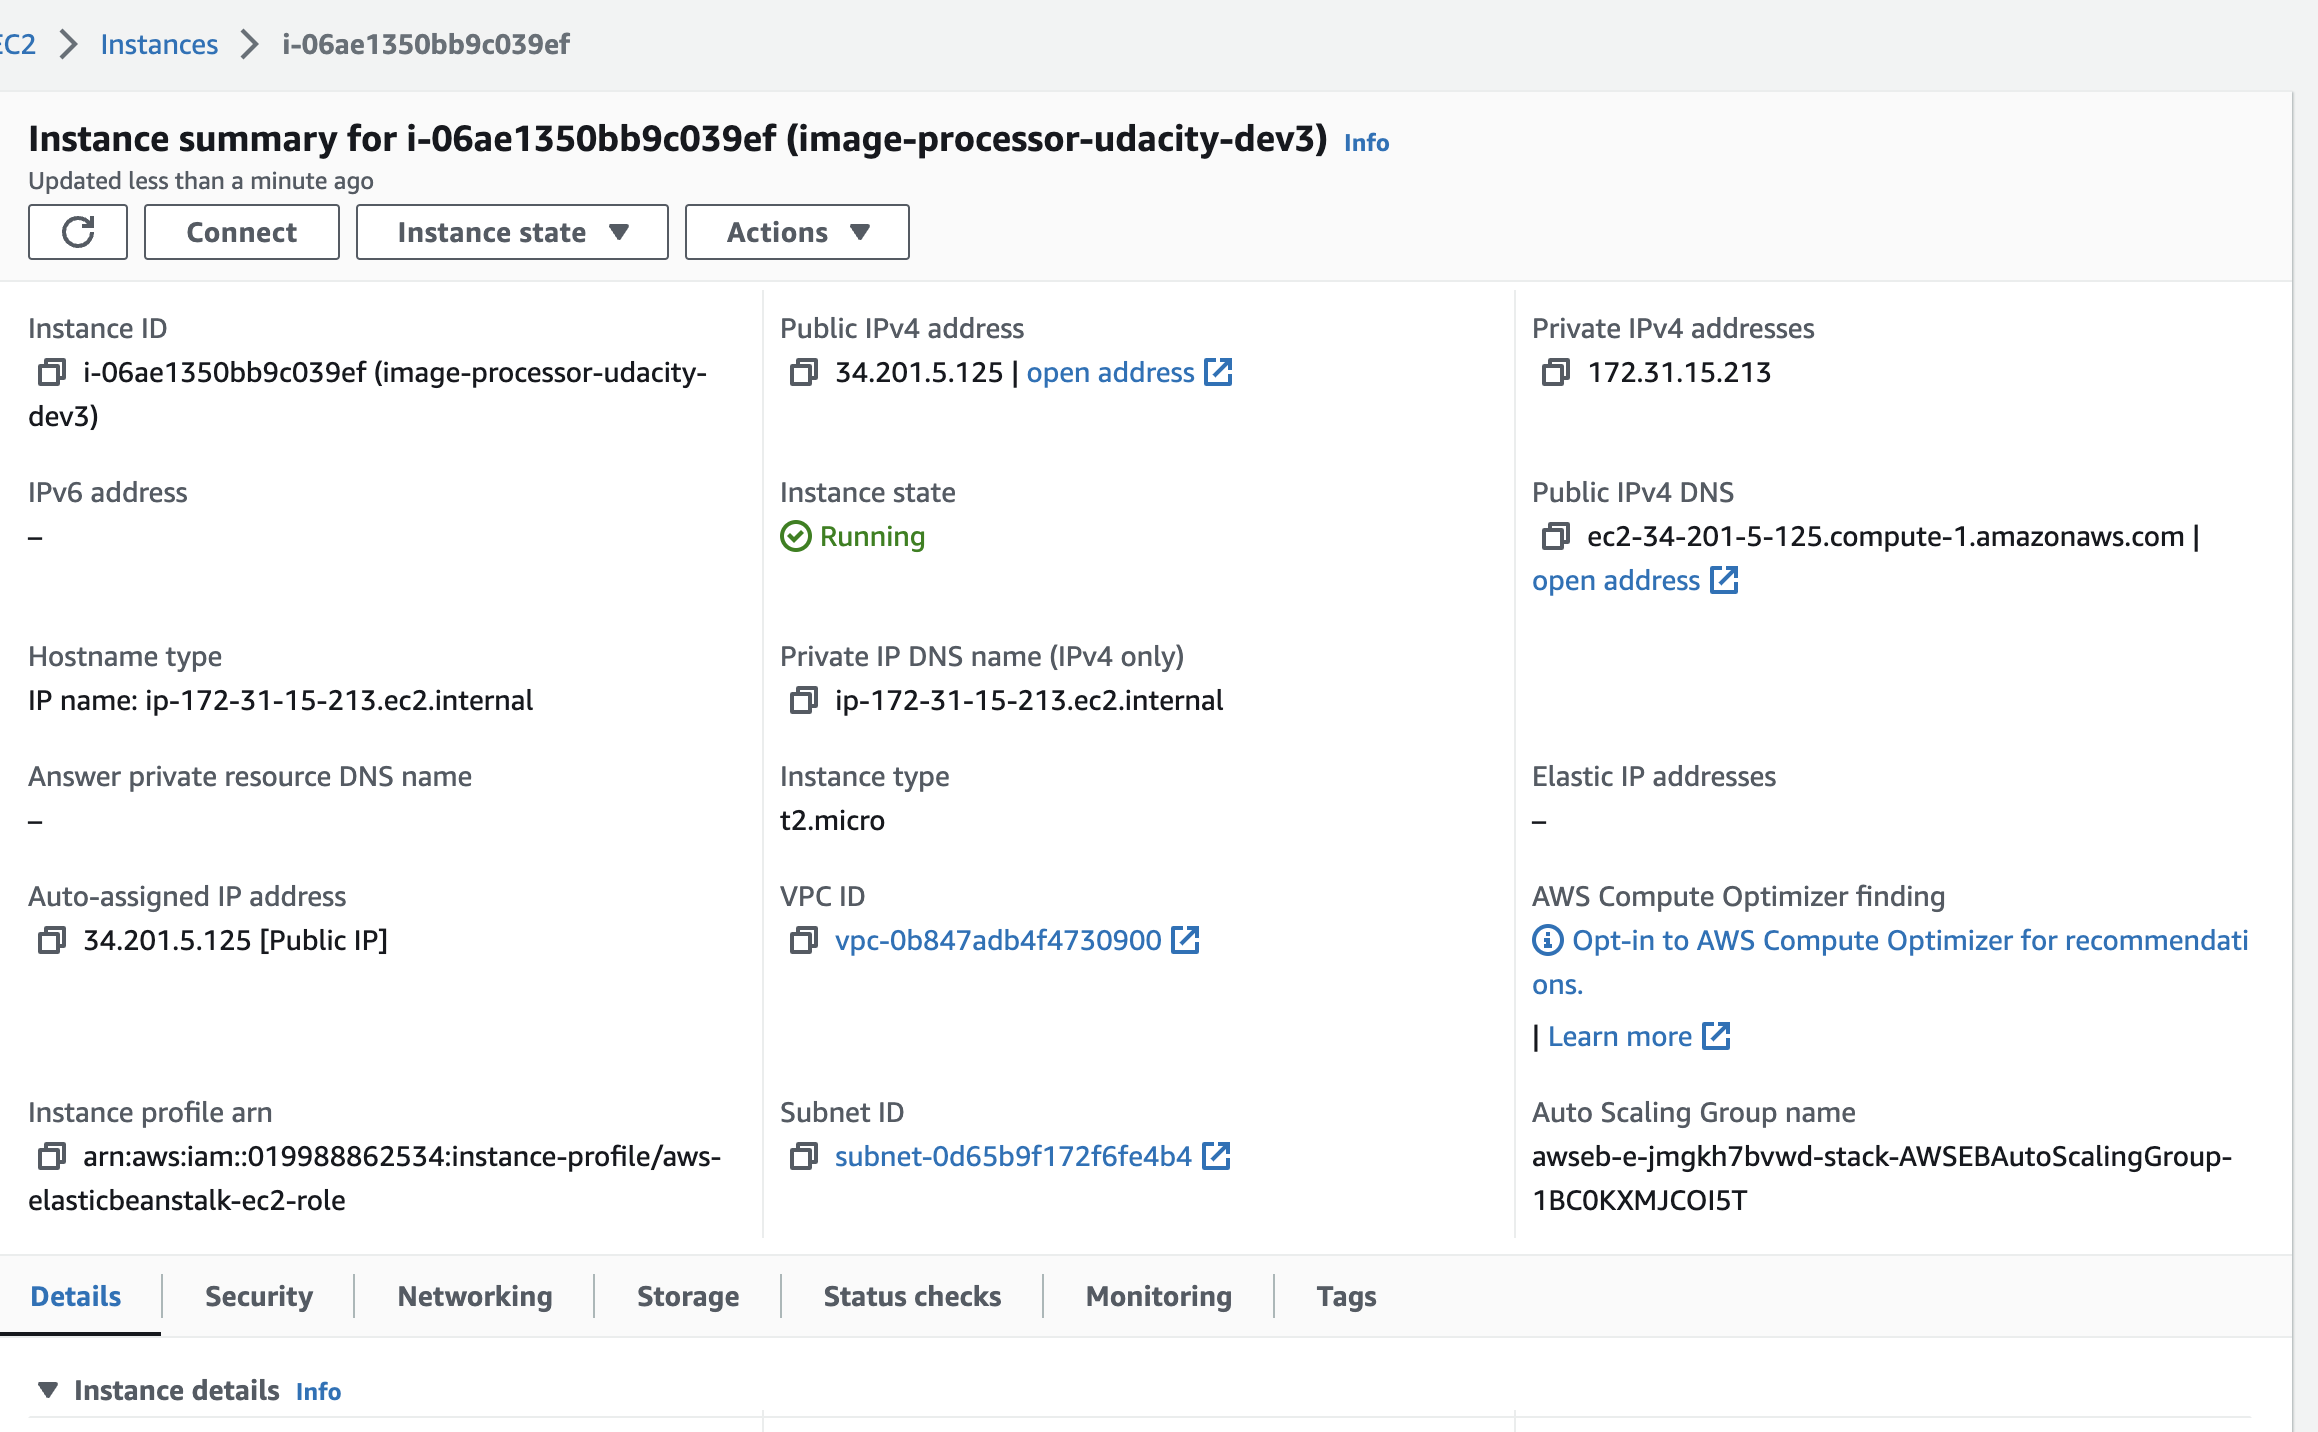 EC2 > Instances > i-06ae1350bb9c039ef
Instance summary for i-06ae1350bb9c039ef (image-processor-udacity-dev3) Info
Updated less than a minute ago
Connect Instance state Actions
Instance ID
i-06ae1350bb9c039ef (image-processor-udacity-
dev3)
Public IPv4 address
34.201.5.125 | open address
Private IPv4 addresses
172.31.15.213
IPv6 address
–
Instance state
Running
Public IPv4 DNS
ec2-34-201-5-125.compute-1.amazonaws.com |
open address
Hostname type
IP name: ip-172-31-15-213.ec2.internal
Private IP DNS name (IPv4 only)
ip-172-31-15-213.ec2.internal
Answer private resource DNS name
–
Instance type
t2.micro
Elastic IP addresses
–
Auto-assigned IP address
34.201.5.125 [Public IP]
VPC ID
vpc-0b847adb4f4730900
AWS Compute Optimizer finding
Opt-in to AWS Compute Optimizer for recommendati
ons.
| Learn more
Instance profile arn
arn:aws:iam::019988862534:instance-profile/aws-
elasticbeanstalk-ec2-role
Subnet ID
subnet-0d65b9f172f6fe4b4
Auto Scaling Group name
awseb-e-jmgkh7bvwd-stack-AWSEBAutoScalingGroup-
1BC0KXMJCOI5T
Details Security Networking Storage Status checks Monitoring Tags
Instance details Info